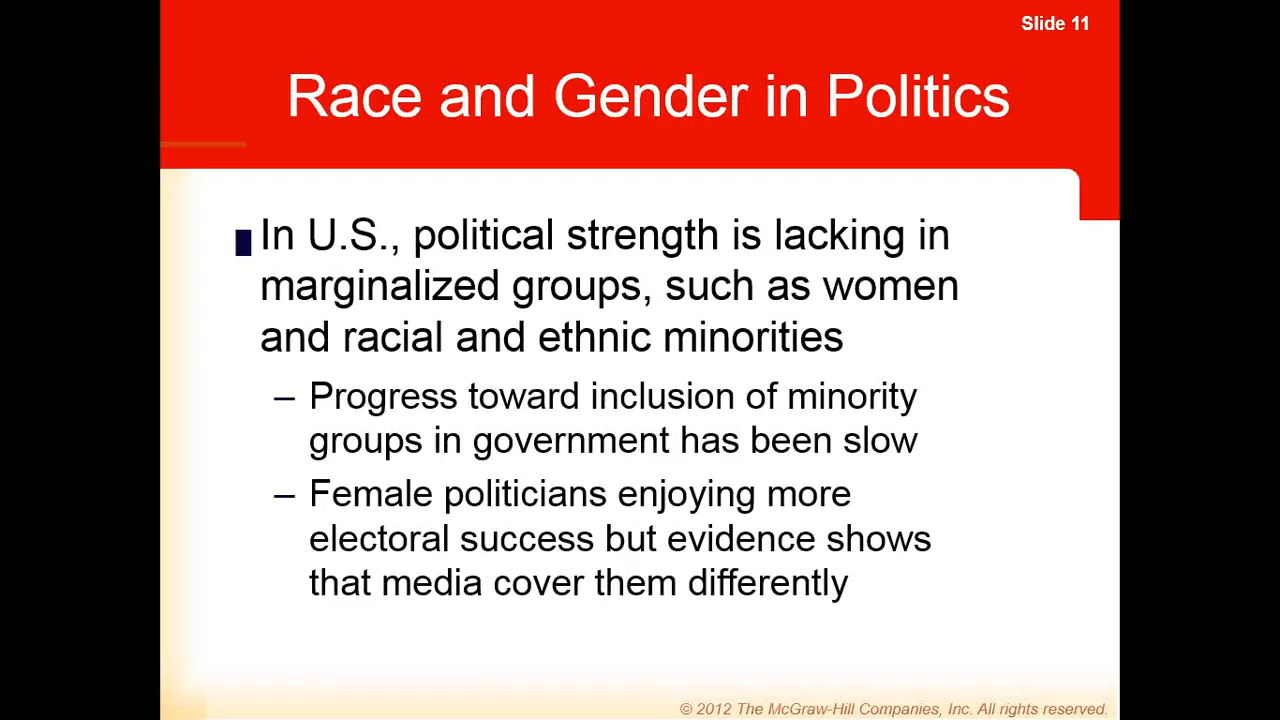 Slide 11
Race and Gender in Politics
In U.S., political strength is lacking in
marginalized groups, such as women
and racial and ethnic minorities
– Progress toward inclusion of minority
groups in government has been slow
– Female politicians enjoying more
electoral success but evidence shows
that media cover them differently
© 2012 The McGraw-Hill Companies, Inc. All rights reserved.